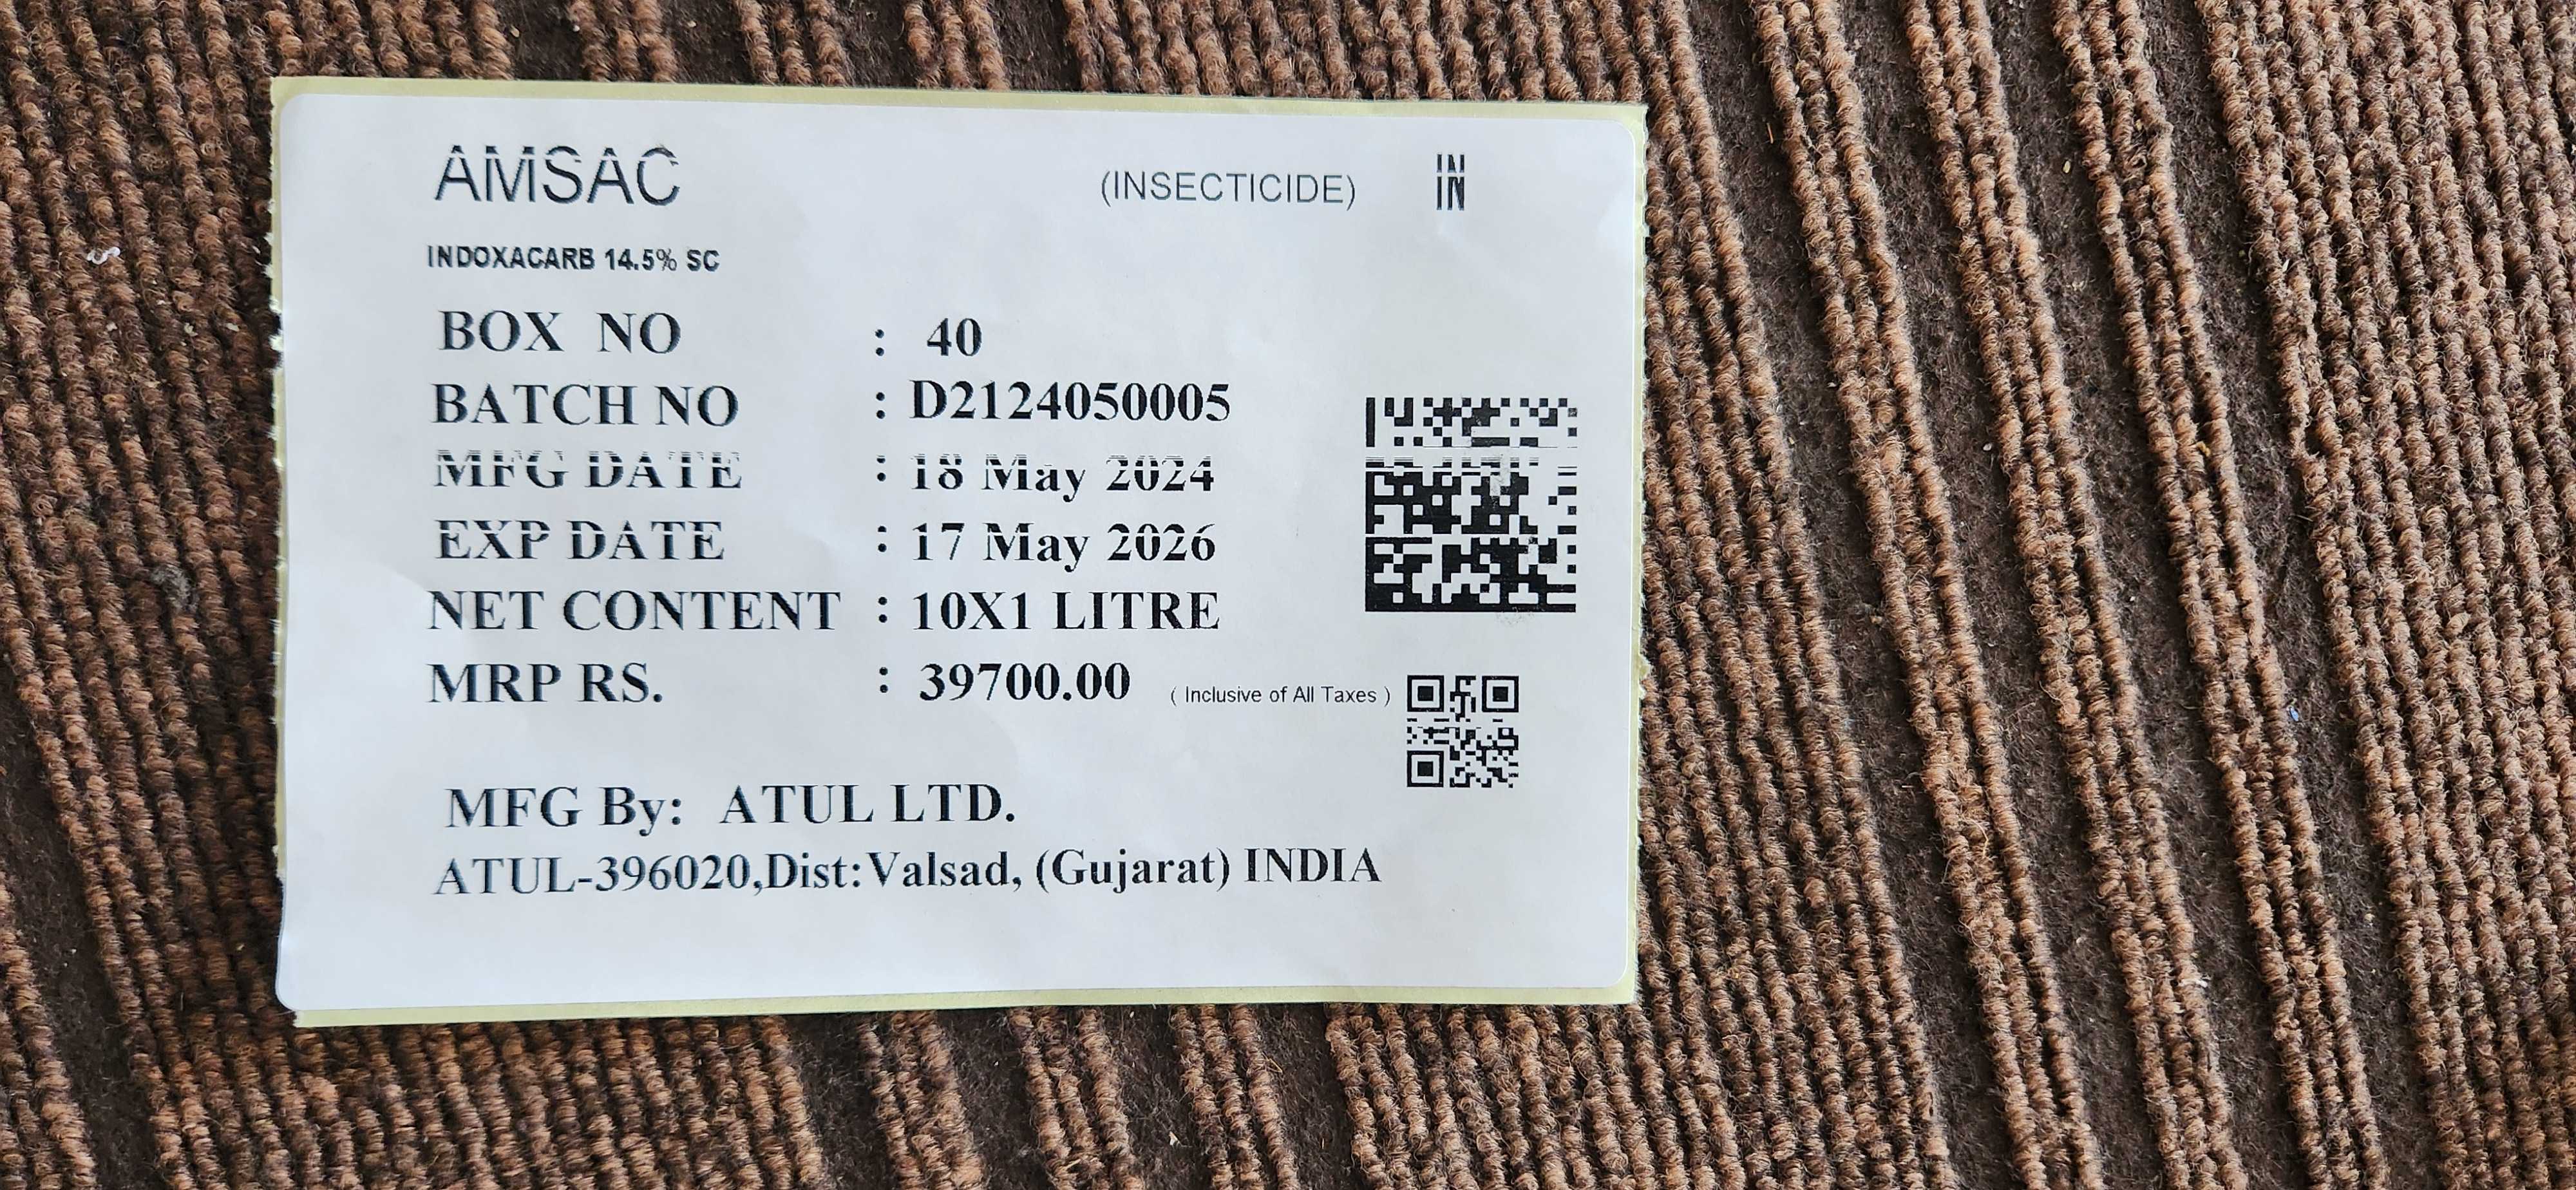 AMSAC (INSECTICIDE) IN
INDOXACARB 14.5% SC
BOX NO : 40
BATCH NO : D2124050005
MFG DATE : 18 May 2024
EXP DATE : 17 May 2026
NET CONTENT : 10X1 LITRE
MRP RS. : 39700.00 ( Inclusive of All Taxes )
MFG By: ATUL LTD.
ATUL-396020,Dist:Valsad, (Gujarat) INDIA